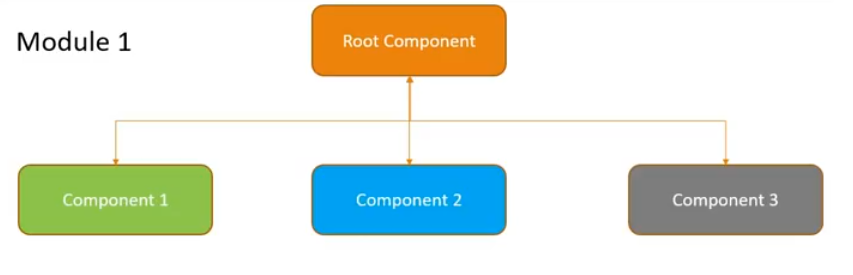 Module 1
Root Component
Component 1
Component 2
Component 3